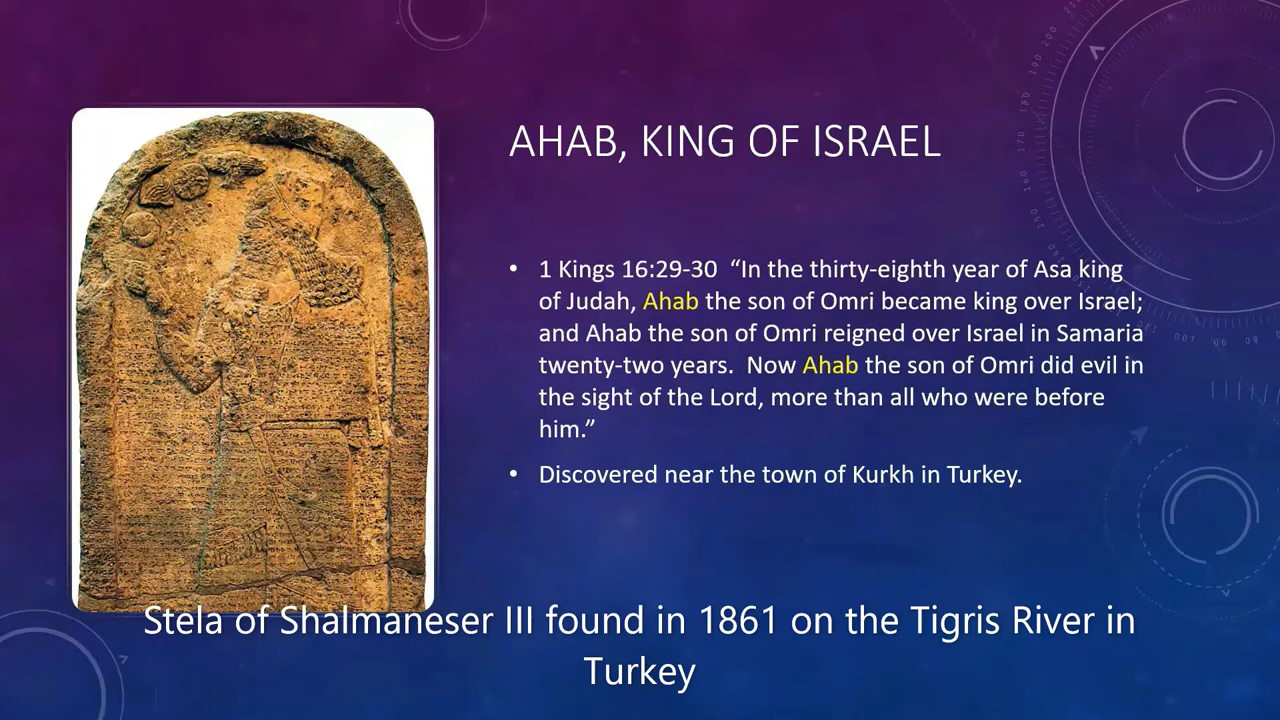 AHAB, KING OF ISRAEL
• 1 Kings 16:29-30  “In the thirty-eighth year of Asa king
of Judah, Ahab the son of Omri became king over Israel;
and Ahab the son of Omri reigned over Israel in Samaria
twenty-two years.  Now Ahab the son of Omri did evil in
the sight of the Lord, more than all who were before
him.”
• Discovered near the town of Kurkh in Turkey.
Stela of Shalmaneser III found in 1861 on the Tigris River in
Turkey